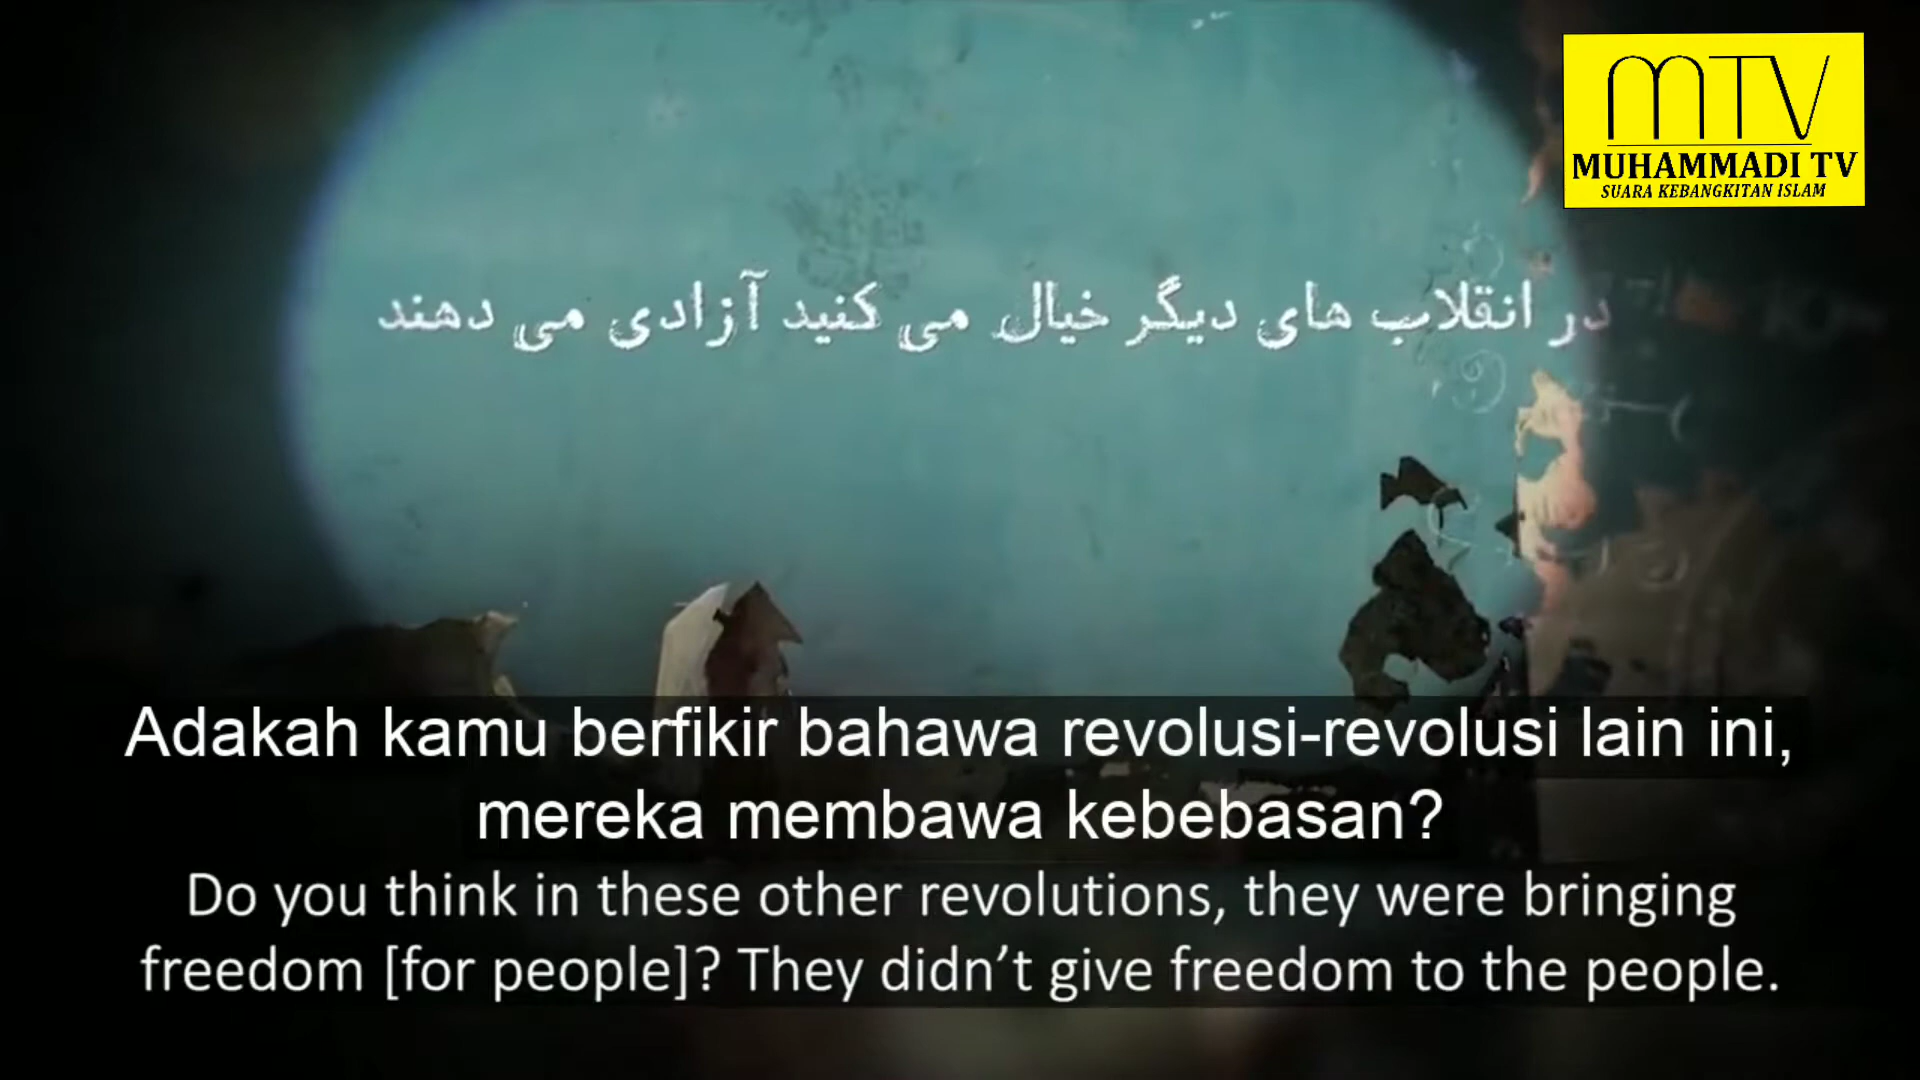 MTV
MUHAMMADI TV
SUARA KEBANGKITAN ISLAM
در انقلاب های دیگر خیال می کنید آزادی می دهند
Adakah kamu berfikir bahawa revolusi-revolusi lain ini,
mereka membawa kebebasan?
Do you think in these other revolutions, they were bringing
freedom [for people]? They didn’t give freedom to the people.